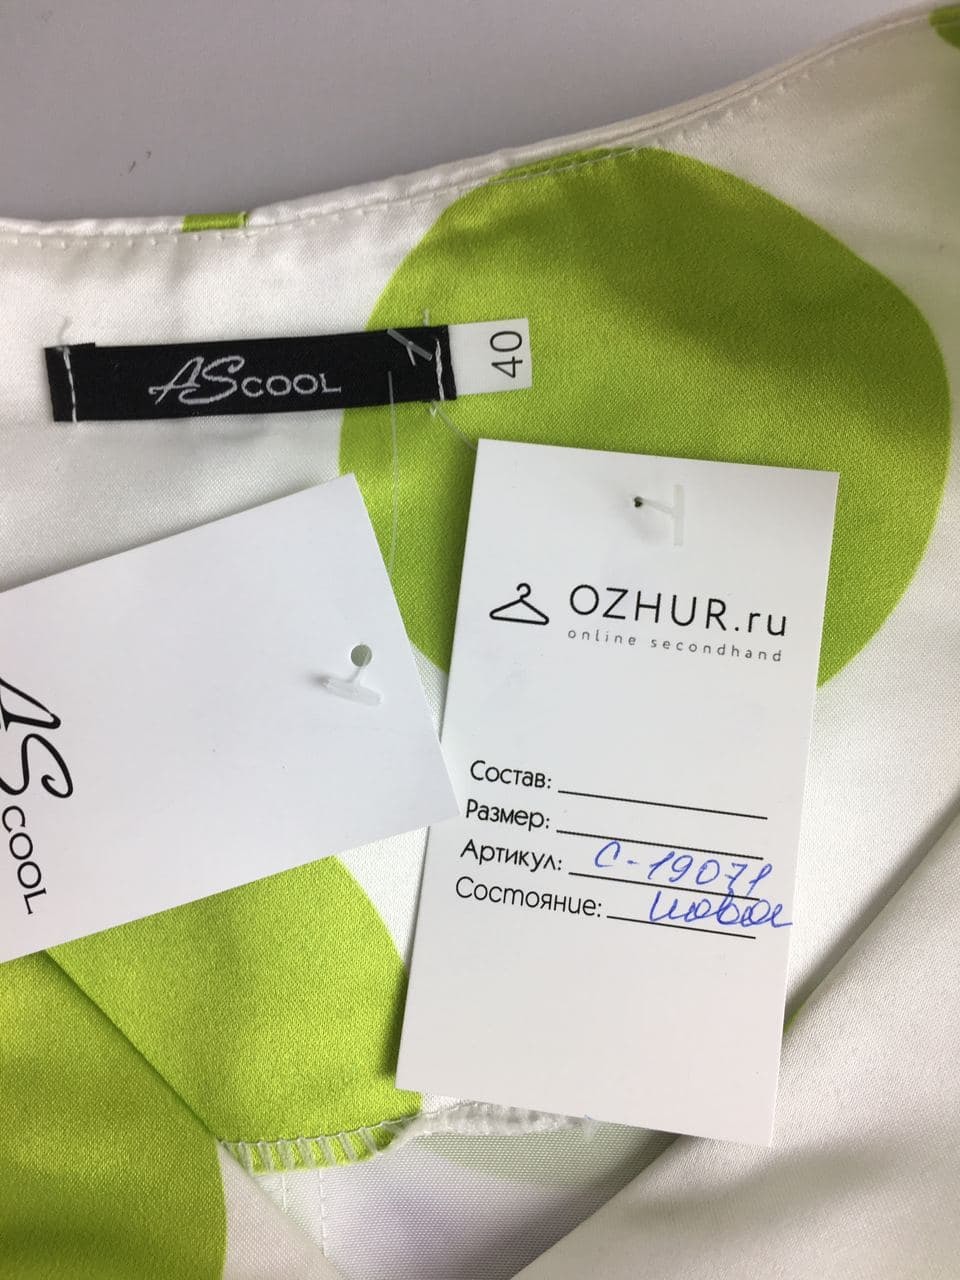 AScool
40
OZHUR.ru
online secondhand
Состав:
Размер:
Артикул: С-19071
Состояние: новое
AScool